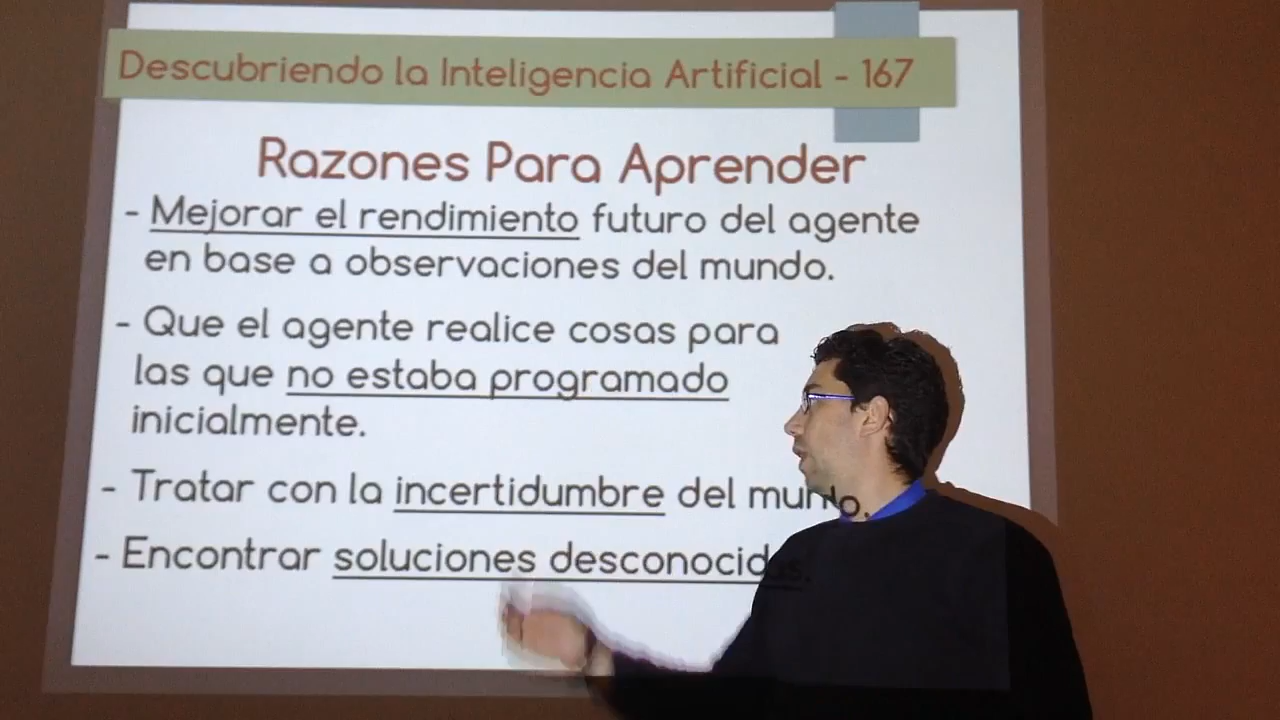 Descubriendo la Inteligencia Artificial - 167
Razones Para Aprender
- Mejorar el rendimiento futuro del agente
en base a observaciones del mundo.
- Que el agente realice cosas para
las que no estaba programado
inicialmente.
- Tratar con la incertidumbre del mundo.
- Encontrar soluciones desconocidas.